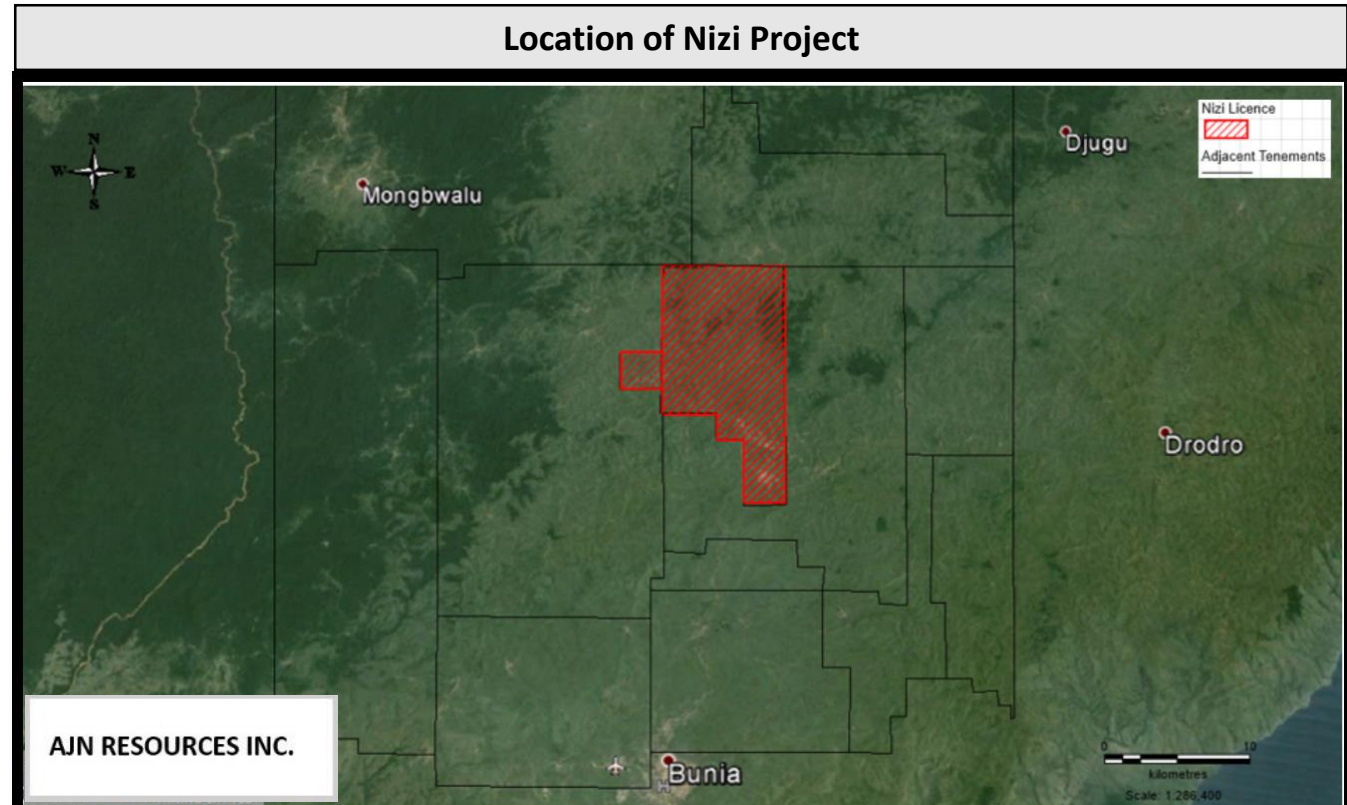 Location of Nizi Project
Nizi Licence
Adjacent Tenements
N
W E
S
Djugu
Mongbwalu
Drodro
AJN RESOURCES INC.
Bunia
0 10
kilometres
Scale: 1:286,400